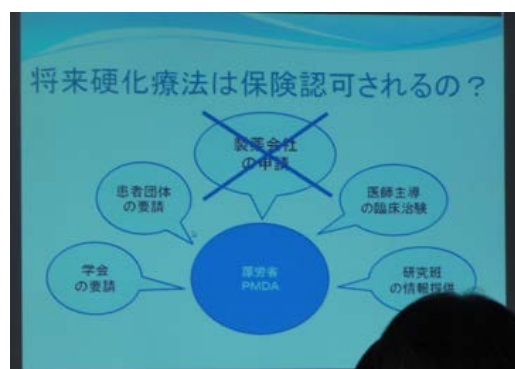 将来硬化療法は保険認可されるの？
製薬会社
の申請
患者団体
の要請
医師主導
の臨床治験
学会
の要請
厚労省
PMDA
研究班
の情報提供